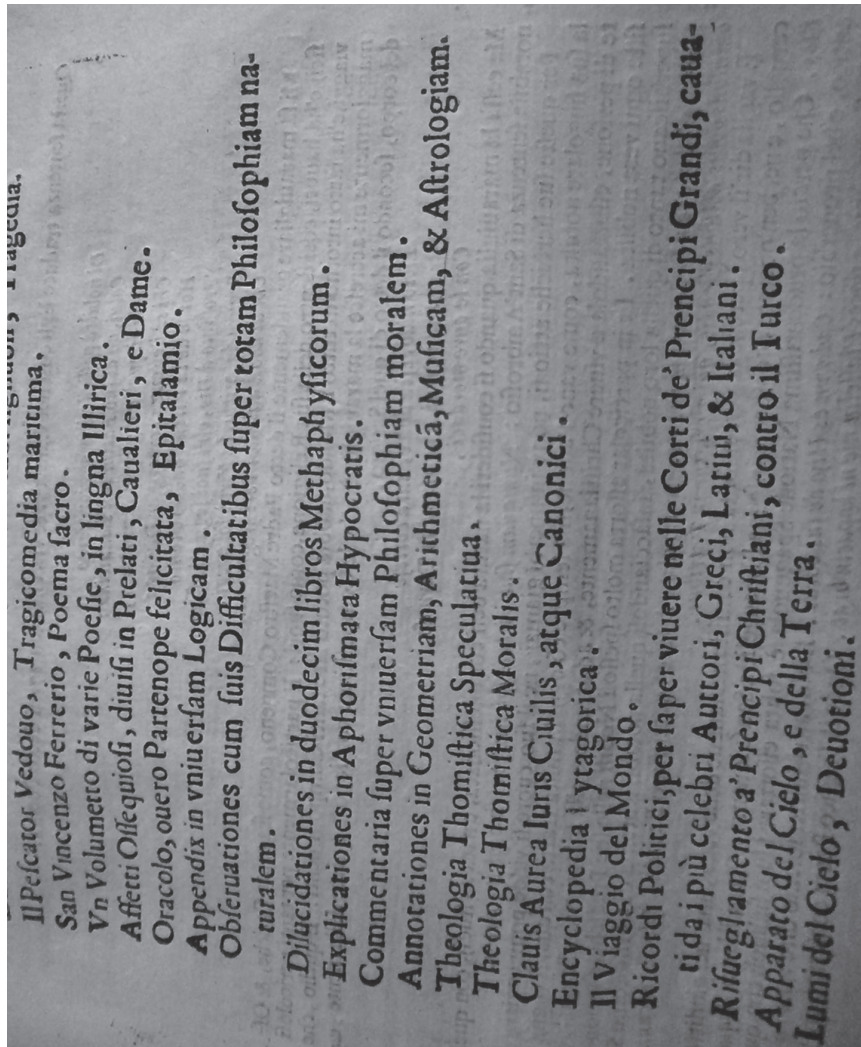 Tragedia.
Il Peſcator Vedouo, Tragicomedia maritima.
San Vincenzo Ferrerio, Poema ſacro.
Vn Volumetto di varie Poeſie, in lingna Illirica.
Affetti Oſſequioſi, diuiſi in Prelati, Caualieri, e Dame.
Oracolo, ouero Partenope felicitata, Epitalamio.
Appendix in vniuerſam Logicam.
Obſeruationes cum ſuis Difficultatibus ſuper totam Philoſophiam na-
turalem.
Dilucidationes in duodecim libros Methaphyſicorum.
Explicationes in Aphoriſmata Hypocratis.
Commentaria ſuper vniuerſam Philoſophiam moralem.
Annotationes in Geometriam, Arithmeticã, Muſicam, & Aſtrologiam.
Theologia Thomiſtica Speculatiua.
Theologia Thomiſtica Moralis.
Clauis Aurea Iuris Ciuilis, atque Canonici.
Encyclopedia Pytagorica.
Il Viaggio del Mondo.
Ricordi Politici, per ſaper viuere nelle Corti de' Prencipi Grandi, caua-
ti da i più celebri Auttori, Greci, Latini, & Italiani.
Riſuegliamento a' Prencipi Chriſtiani, contro il Turco.
Apparato del Cielo, e della Terra.
Lumi del Cielo, Deuotioni.